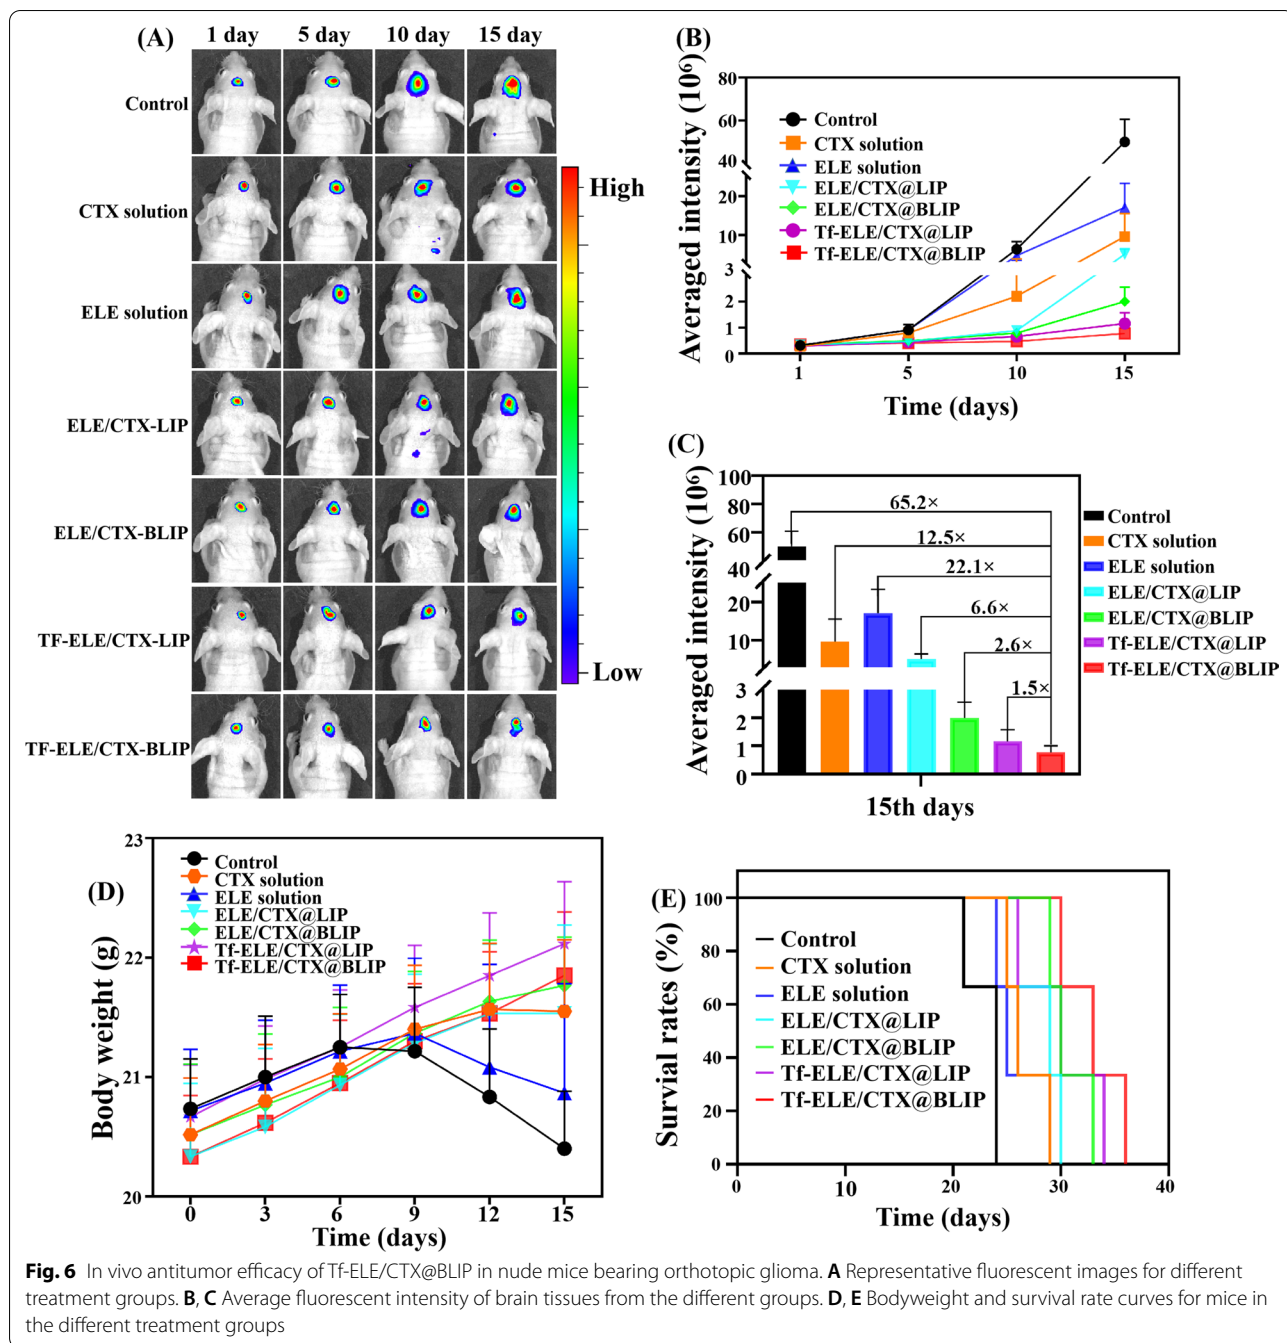 (A)
1 day 5 day 10 day 15 day
Control
CTX solution
ELE solution
ELE/CTX-LIP
ELE/CTX-BLIP
TF-ELE/CTX-LIP
TF-ELE/CTX-BLIP
High
Low
(B)
Averaged intensity (10⁶)
80
60
40
20
10
3
2
1
0
Control
CTX solution
ELE solution
ELE/CTX@LIP
ELE/CTX@BLIP
Tf-ELE/CTX@LIP
Tf-ELE/CTX@BLIP
1 5 10 15
Time (days)
(C)
Averaged intensity (10⁶)
100
80
60
40
20
10
3
2
1
0
65.2×
12.5×
22.1×
6.6×
2.6×
1.5×
15th days
Control
CTX solution
ELE solution
ELE/CTX@LIP
ELE/CTX@BLIP
Tf-ELE/CTX@LIP
Tf-ELE/CTX@BLIP
(D)
Body weight (g)
23
22
21
20
Control
CTX solution
ELE solution
ELE/CTX@LIP
ELE/CTX@BLIP
Tf-ELE/CTX@LIP
Tf-ELE/CTX@BLIP
0 3 6 9 12 15
Time (days)
(E)
Survial rates (%)
100
80
60
40
20
0
Control
CTX solution
ELE solution
ELE/CTX@LIP
ELE/CTX@BLIP
Tf-ELE/CTX@LIP
Tf-ELE/CTX@BLIP
0 10 20 30 40
Time (days)
Fig. 6 In vivo antitumor efficacy of Tf-ELE/CTX@BLIP in nude mice bearing orthotopic glioma. A Representative fluorescent images for different
treatment groups. B, C Average fluorescent intensity of brain tissues from the different groups. D, E Bodyweight and survival rate curves for mice in
the different treatment groups